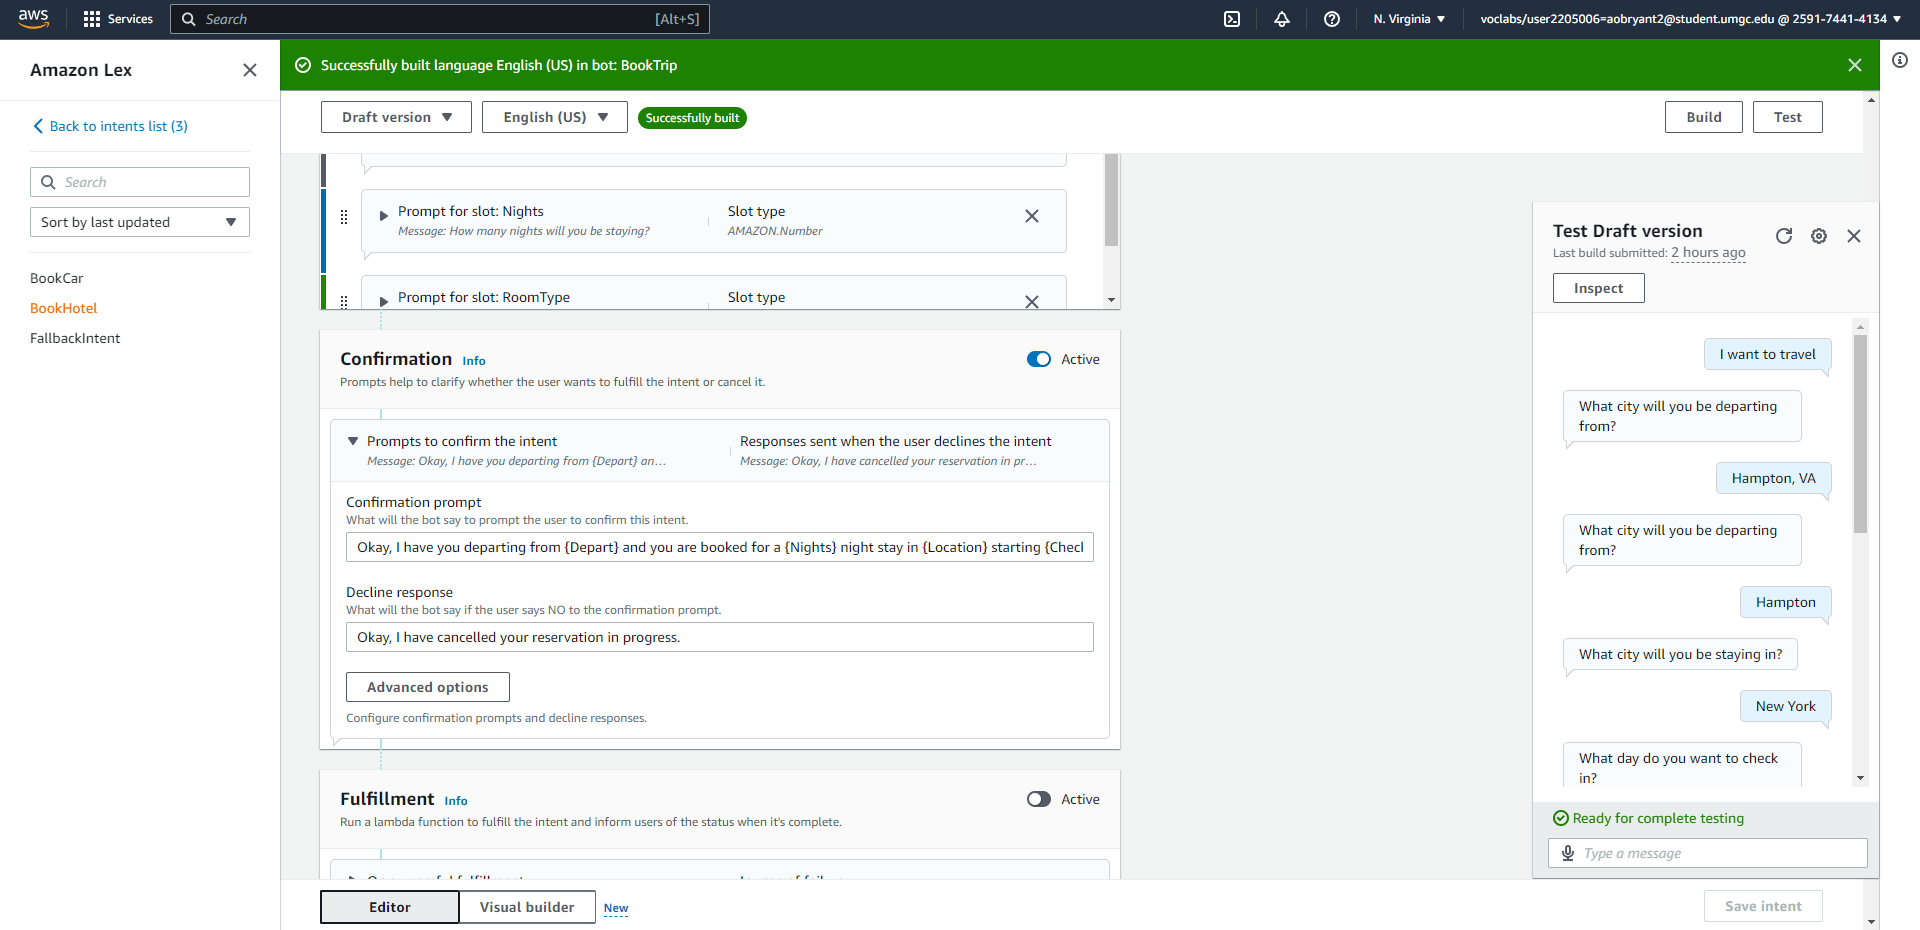 aws
Services
Search
[Alt+S]
N. Virginia
voclabs/user2205006=aobryant2@student.umgc.edu @ 2591-7441-4134
Amazon Lex
Back to intents list (3)
Search
Sort by last updated
BookCar
BookHotel
FallbackIntent
Successfully built language English (US) in bot: BookTrip
Draft version
English (US)
Successfully built
Build
Test
Prompt for slot: Nights
Message: How many nights will you be staying?
Slot type
AMAZON.Number
Prompt for slot: RoomType
Slot type
Confirmation Info
Active
Prompts help to clarify whether the user wants to fulfill the intent or cancel it.
Prompts to confirm the intent
Message: Okay, I have you departing from {Depart} an...
Responses sent when the user declines the intent
Message: Okay, I have cancelled your reservation in pr...
Confirmation prompt
What will the bot say to prompt the user to confirm this intent.
Okay, I have you departing from {Depart} and you are booked for a {Nights} night stay in {Location} starting {Checl
Decline response
What will the bot say if the user says NO to the confirmation prompt.
Okay, I have cancelled your reservation in progress.
Advanced options
Configure confirmation prompts and decline responses.
Fulfillment Info
Active
Run a lambda function to fulfill the intent and inform users of the status when it's complete.
Editor
Visual builder
New
Save intent
Test Draft version
Last build submitted: 2 hours ago
Inspect
I want to travel
What city will you be departing
from?
Hampton, VA
What city will you be departing
from?
Hampton
What city will you be staying in?
New York
What day do you want to check
in?
Ready for complete testing
Type a message